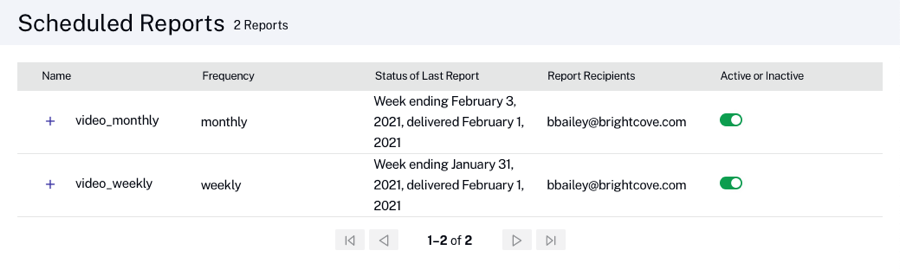 Scheduled Reports 2 Reports
Name Frequency Status of Last Report Report Recipients Active or Inactive
Week ending February 3,
+ video_monthly monthly 2021, delivered February 1, bbailey@brightcove.com
2021
Week ending January 31,
+ video_weekly weekly 2021, delivered February 1, bbailey@brightcove.com
2021
1–2 of 2